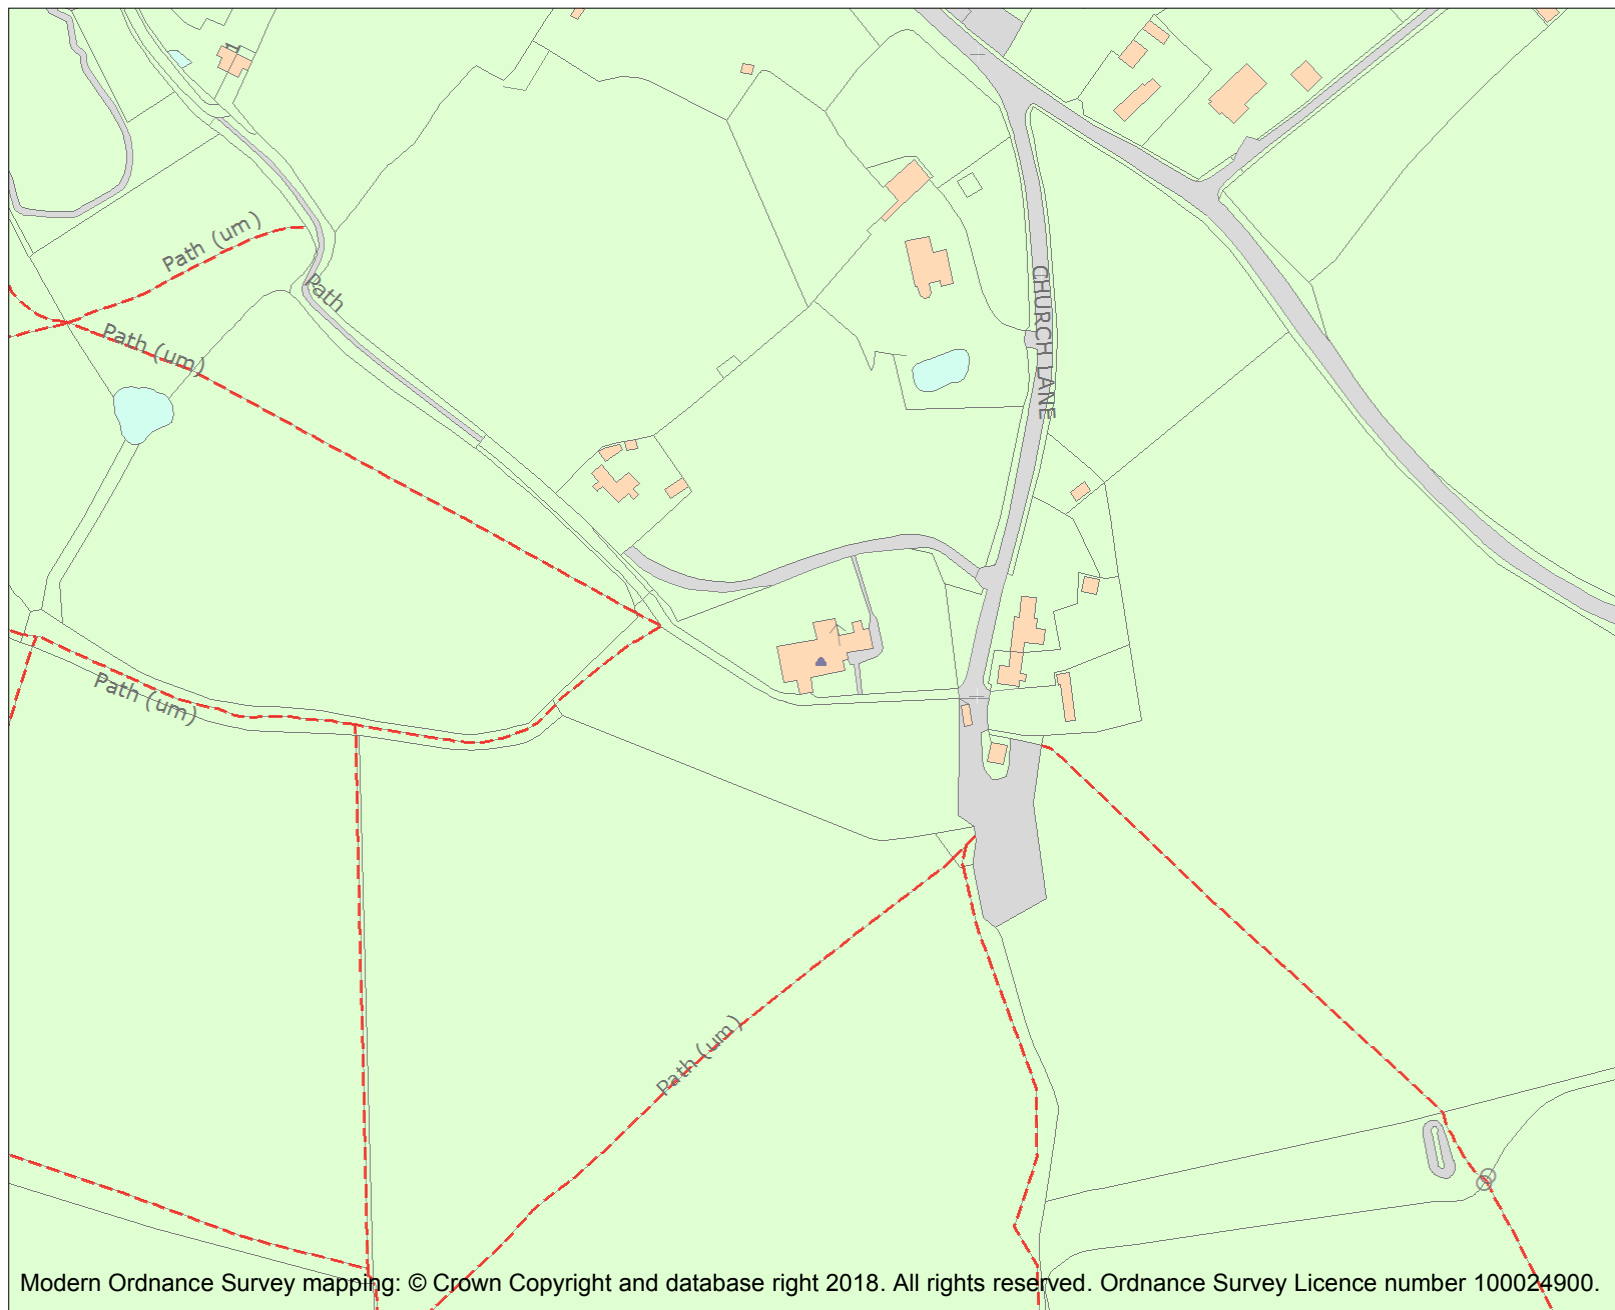 Path (um)
Path
Path (um)
CHURCH LANE
Path (um)
Path (um)
Modern Ordnance Survey mapping: © Crown Copyright and database right 2018. All rights reserved. Ordnance Survey Licence number 100024900.